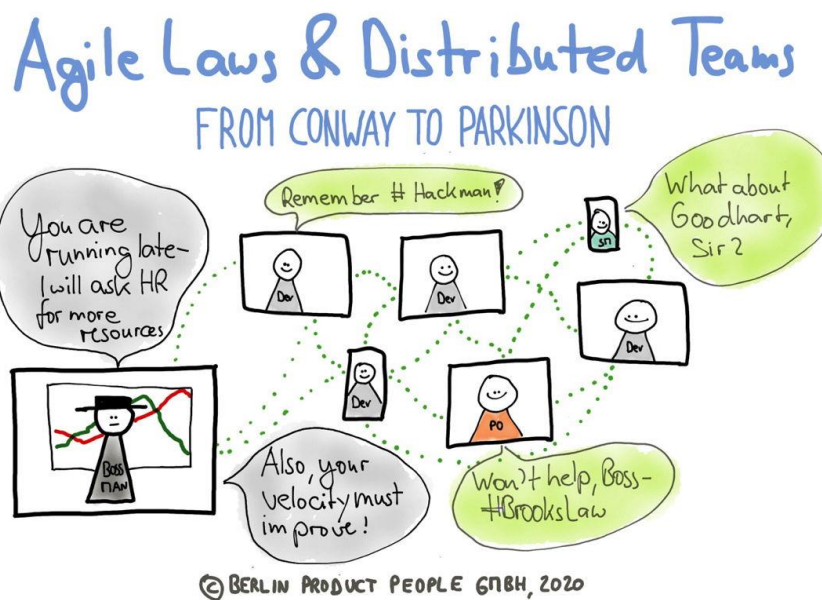 Agile Laws & Distributed Teams
FROM CONWAY TO PARKINSON
You are
running late–
I will ask HR
for more
resources
Remember # Hackman!
What about
Goodhart,
Sir?
SM
Dev
Dev
Dev
Dev
PO
BOSS
MAN
Also, your
velocity must
improve!
Won't help, Boss–
#BrooksLaw
© BERLIN PRODUCT PEOPLE GMBH, 2020